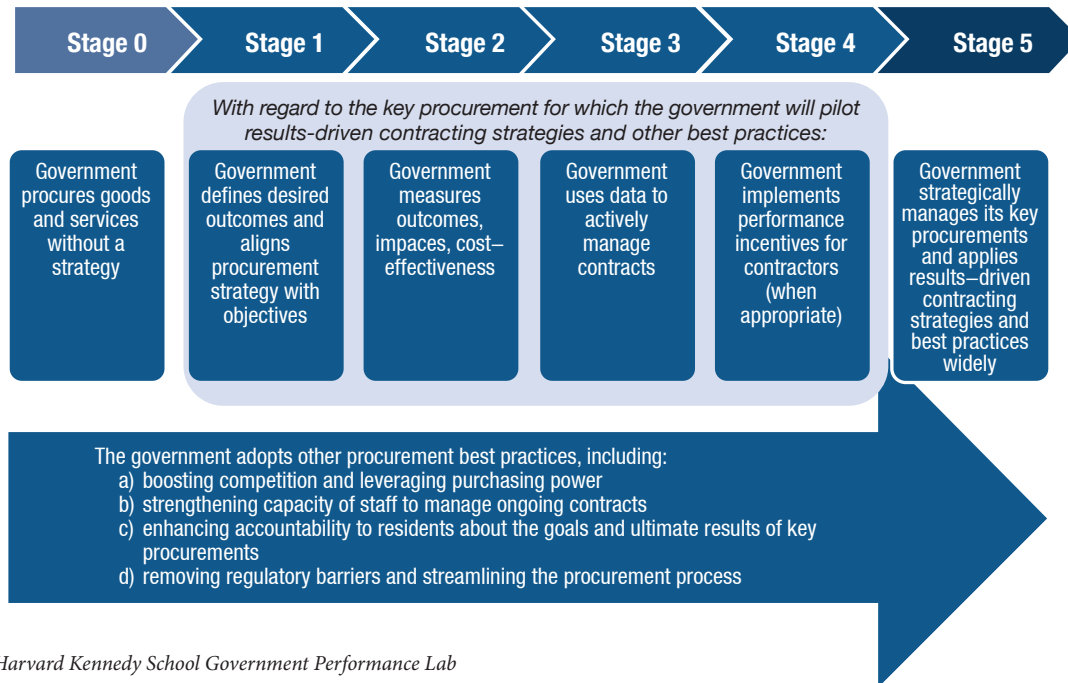 Stage 0
Stage 1
Stage 2
Stage 3
Stage 4
Stage 5
With regard to the key procurement for which the government will pilot
results-driven contracting strategies and other best practices:
Government
procures goods
and services
without a
strategy
Government
defines desired
outcomes and
aligns
procurement
strategy with
objectives
Government
measures
outcomes,
impaces, cost–
effectiveness
Government
uses data to
actively
manage
contracts
Government
implements
performance
incentives for
contractors
(when
appropriate)
Government
strategically
manages its key
procurements
and applies
results–driven
contracting
strategies and
best practices
widely
The government adopts other procurement best practices, including:
a) boosting competition and leveraging purchasing power
b) strengthening capacity of staff to manage ongoing contracts
c) enhancing accountability to residents about the goals and ultimate results of key
procurements
d) removing regulatory barriers and streamlining the procurement process
Harvard Kennedy School Government Performance Lab